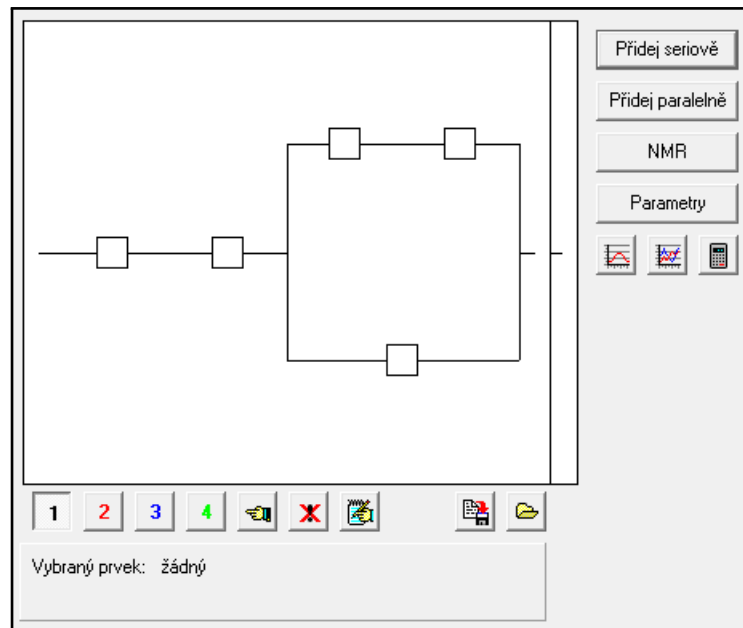 Přidej seriově
Přidej paralelně
NMR
Parametry
1 2 3 4
Vybraný prvek: žádný